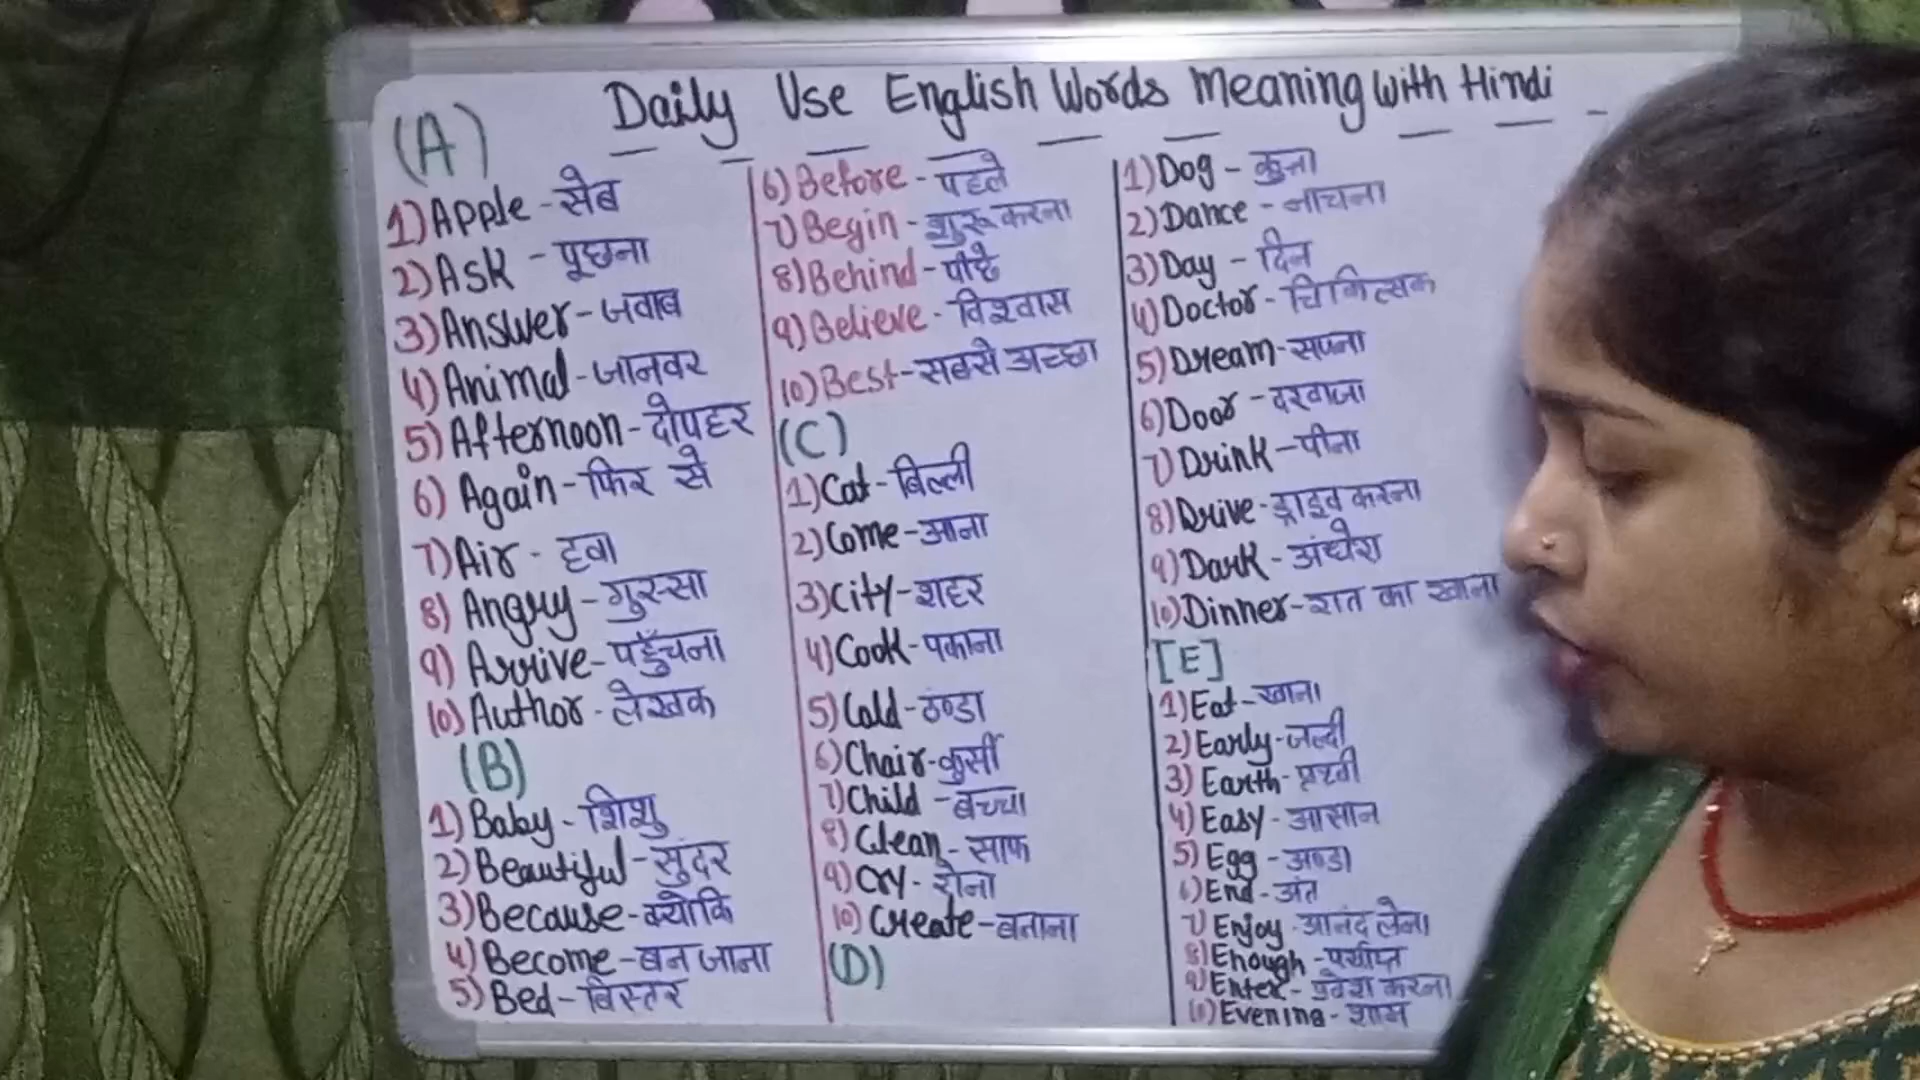 Daily Use English Words Meaning with Hindi
(A)
1) Apple - सेब
2) Ask - पूछना
3) Answer - जवाब
4) Animal - जानवर
5) Afternoon - दोपहर
6) Again - फिर से
7) Air - हवा
8) Angry - गुस्सा
9) Arrive - पहुँचना
10) Author - लेखक
(B)
1) Baby - शिशु
2) Beautiful - सुंदर
3) Because - क्योकि
4) Become - बन जाना
5) Bed - बिस्तर
6) Before - पहले
7) Begin - शुरू करना
8) Behind - पीछे
9) Believe - विश्वास
10) Best - सबसे अच्छा
(C)
1) Cat - बिल्ली
2) Come - आना
3) City - शहर
4) Cook - पकाना
5) Cold - ठण्डा
6) Chair - कुर्सी
7) Child - बच्चा
8) Clean - साफ
9) Cry - रोना
10) Create - बनाना
(D)
1) Dog - कुत्ता
2) Dance - नाचना
3) Day - दिन
4) Doctor - चिकित्सक
5) Dream - सपना
6) Door - दरवाजा
7) Drink - पीना
8) Drive - ड्राइव करना
9) Dark - अंधेरा
10) Dinner - रात का खाना
[E]
1) Eat - खाना
2) Early - जल्दी
3) Earth - पृथ्वी
4) Easy - आसान
5) Egg - अण्डा
6) End - अंत
7) Enjoy - आनंद लेना
8) Enough - पर्याप्त
9) Enter - प्रवेश करना
10) Evening - शाम